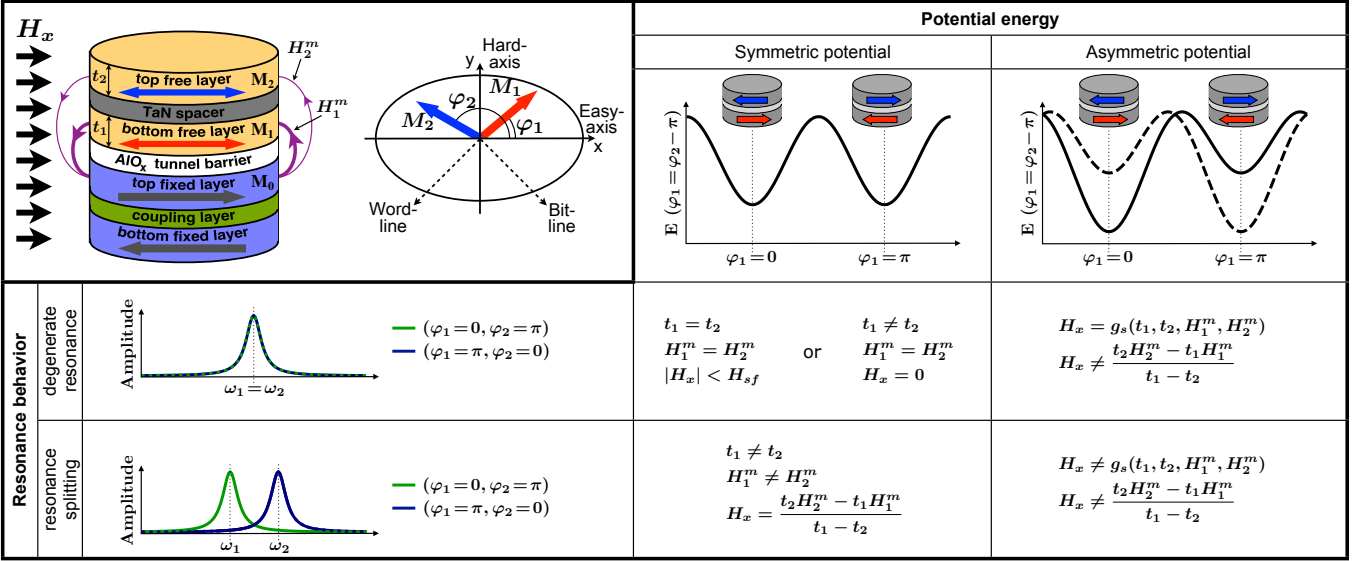 H_x
H_2^m
t_2
top free layer
M_2
TaN spacer
H_1^m
t_1
bottom free layer
M_1
AlO_x tunnel barrier
top fixed layer
M_0
coupling layer
bottom fixed layer
Hard-
axis
y
M_1
φ_2
M_2
φ_1
Easy-
axis
x
Word-
line
Bit-
line
Potential energy
Symmetric potential
Asymmetric potential
E (φ_1=φ_2−π)
φ_1=0
φ_1=π
E (φ_1=φ_2−π)
φ_1=0
φ_1=π
Resonance behavior
degenerate
resonance
Amplitude
ω_1=ω_2
(φ_1=0, φ_2=π)
(φ_1=π, φ_2=0)
t_1 = t_2
H_1^m = H_2^m
|H_x| < H_sf
or
t_1 ≠ t_2
H_1^m = H_2^m
H_x = 0
H_x = g_s(t_1, t_2, H_1^m, H_2^m)
H_x ≠ (t_2H_2^m − t_1H_1^m)/(t_1 − t_2)
resonance
splitting
Amplitude
ω_1
ω_2
(φ_1=0, φ_2=π)
(φ_1=π, φ_2=0)
t_1 ≠ t_2
H_1^m ≠ H_2^m
H_x = (t_2H_2^m − t_1H_1^m)/(t_1 − t_2)
H_x ≠ g_s(t_1, t_2, H_1^m, H_2^m)
H_x ≠ (t_2H_2^m − t_1H_1^m)/(t_1 − t_2)